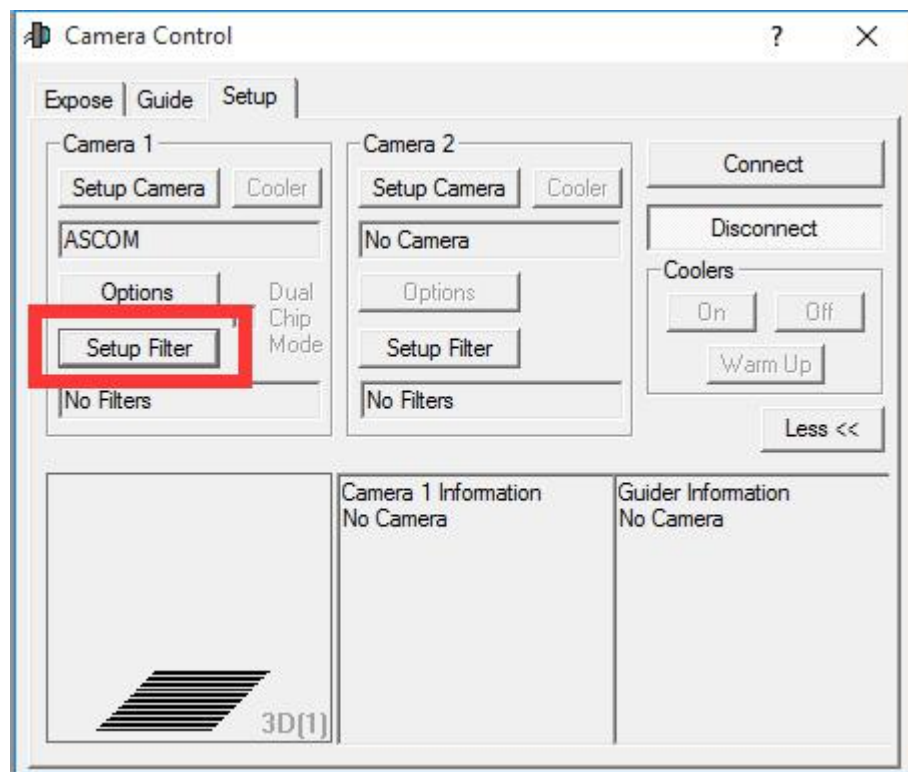 Camera Control ? X
Expose Guide Setup
Camera 1
Setup Camera Cooler
ASCOM
Options
Dual
Chip
Mode
Setup Filter
No Filters
Camera 2
Setup Camera Cooler
No Camera
Options
Setup Filter
No Filters
Connect
Disconnect
Coolers
On Off
Warm Up
Less <<
3D(1)
Camera 1 Information
No Camera
Guider Information
No Camera